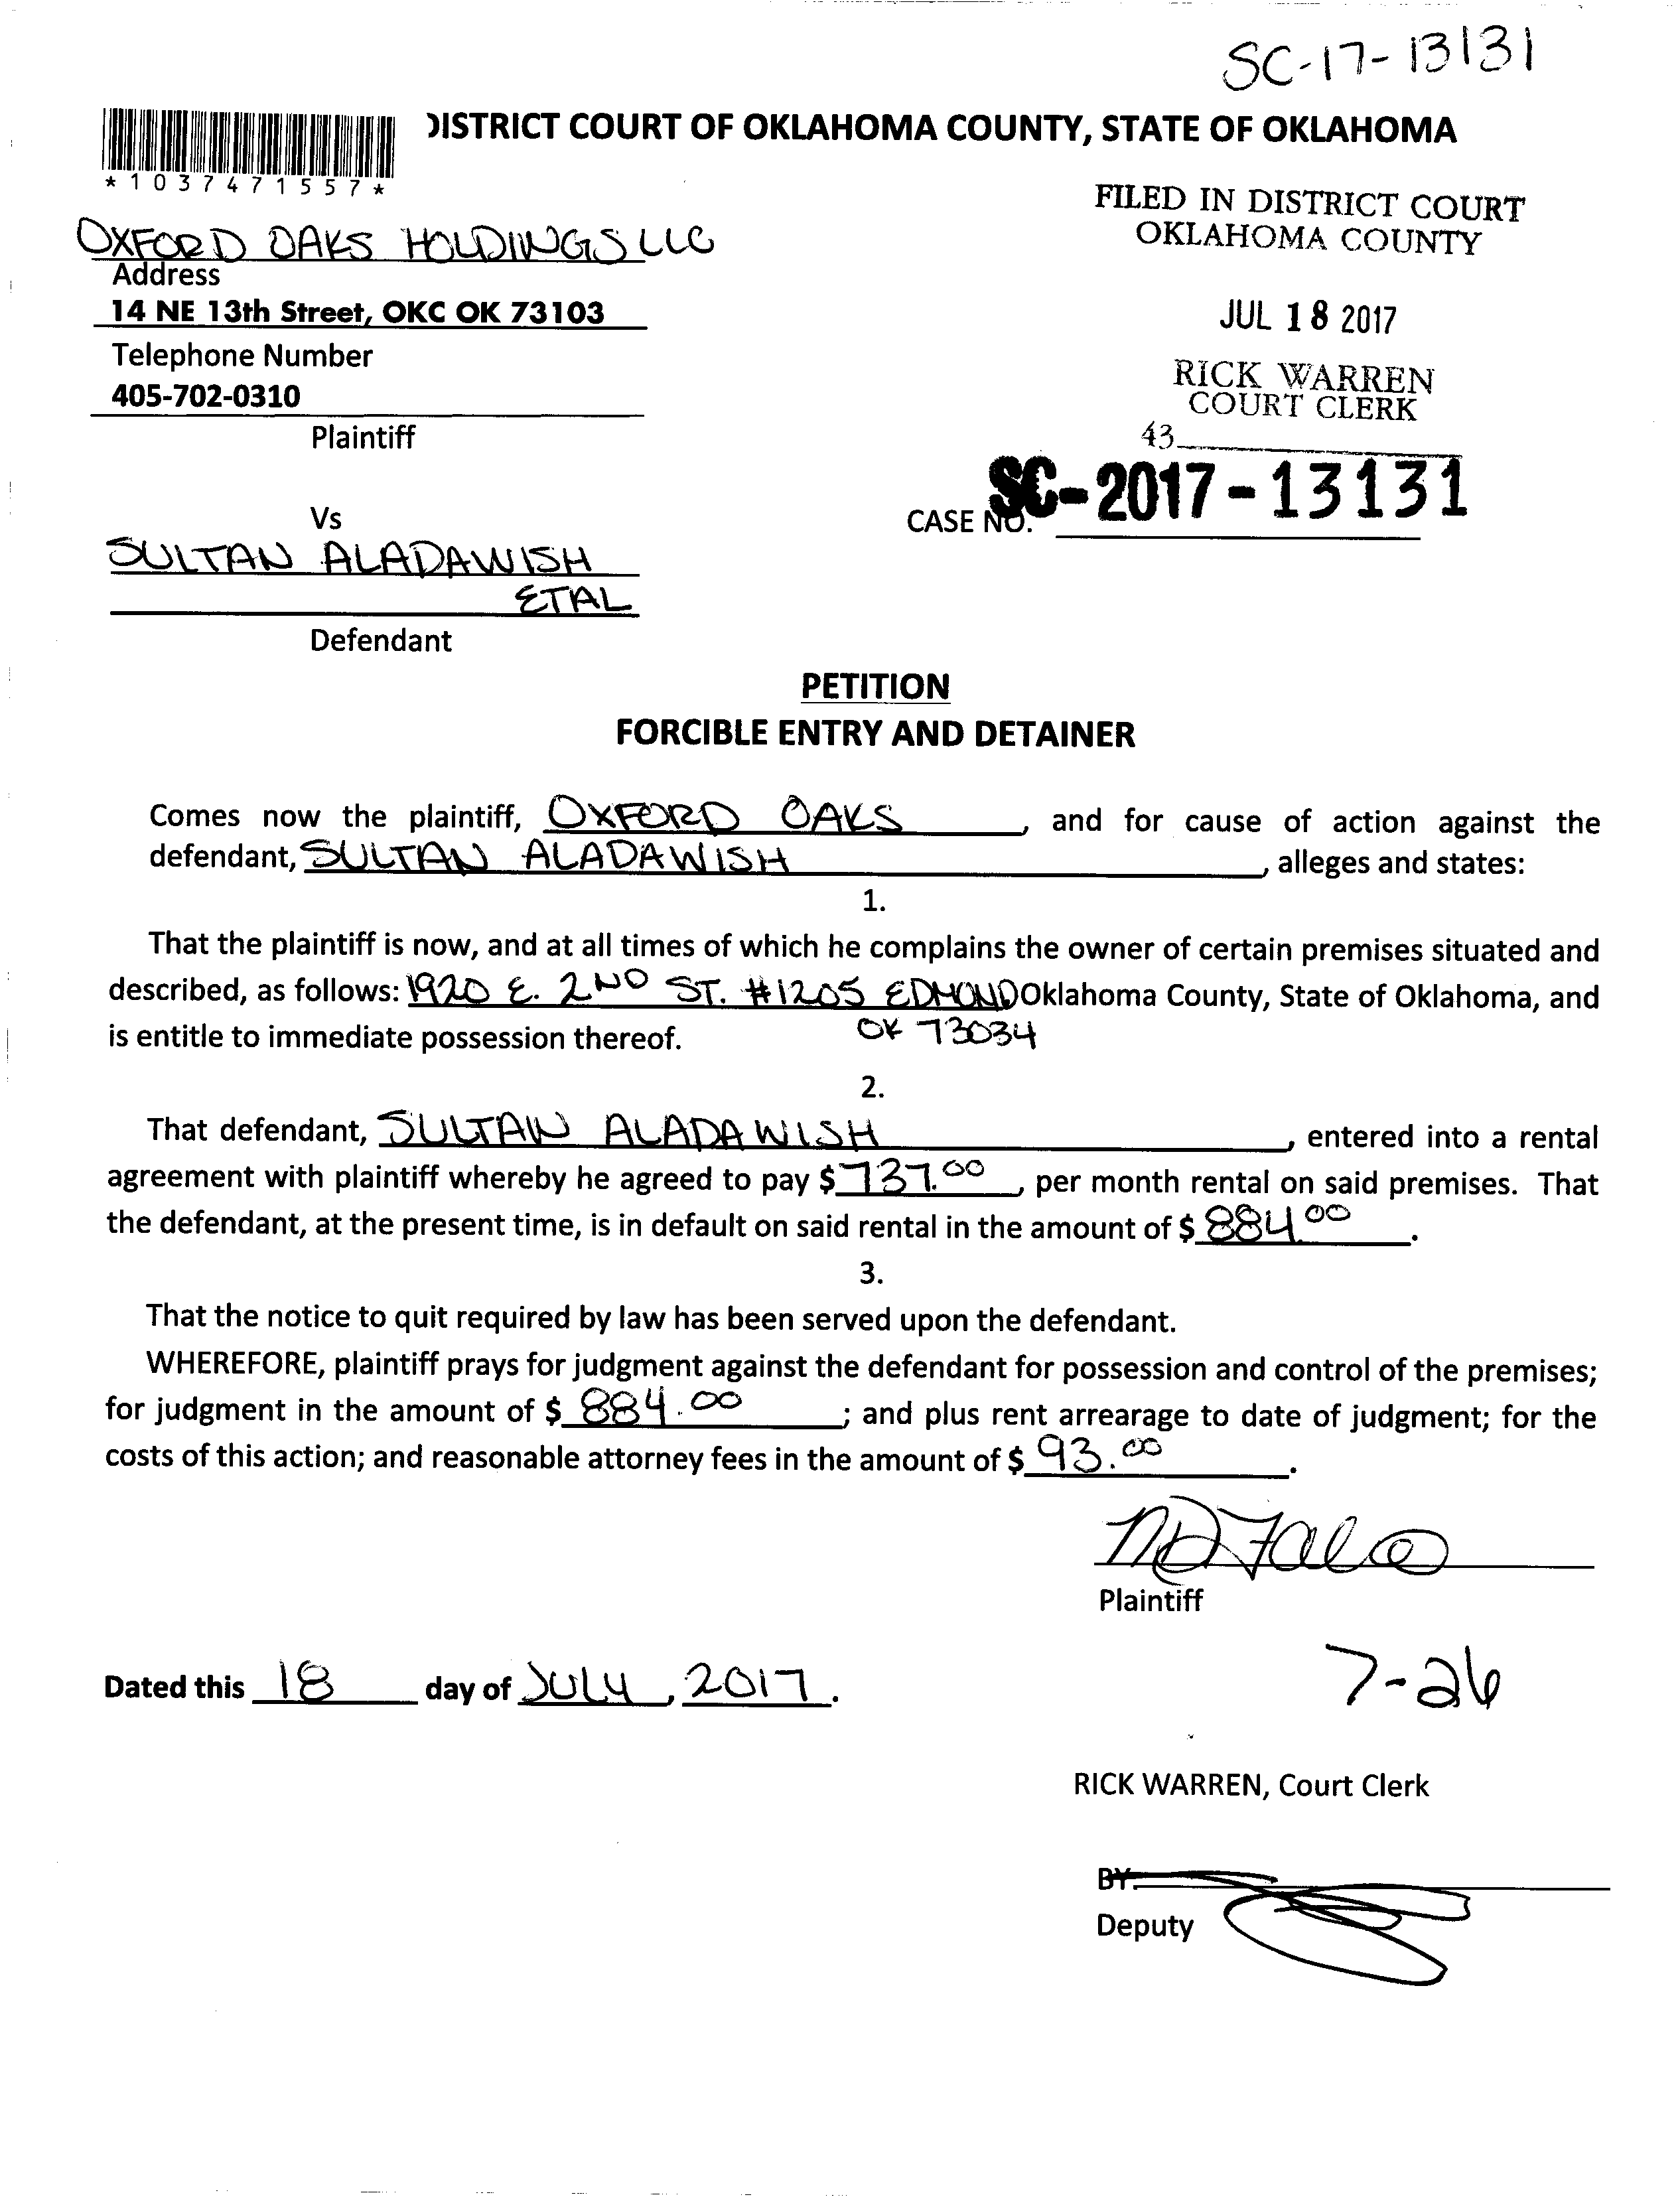 SC-17-13131
DISTRICT COURT OF OKLAHOMA COUNTY, STATE OF OKLAHOMA
*1037471557*
FILED IN DISTRICT COURT
OKLAHOMA COUNTY
OXFORD OAKS HOLDINGS LLC
Address
14 NE 13th Street, OKC OK 73103
JUL 18 2017
Telephone Number
405-702-0310
RICK WARREN
COURT CLERK
Plaintiff
43
SC-2017-13131
CASE NO.
Vs
SULTAN ALADAWISH
ETAL
Defendant
PETITION
FORCIBLE ENTRY AND DETAINER
Comes now the plaintiff, OXFORD OAKS, and for cause of action against the
defendant, SULTAN ALADAWISH, alleges and states:
1.
That the plaintiff is now, and at all times of which he complains the owner of certain premises situated and
described, as follows: 1920 E. 2ND ST. #1205 EDMOND Oklahoma County, State of Oklahoma, and
is entitle to immediate possession thereof. OK 73034
2.
That defendant, SULTAN ALADAWISH, entered into a rental
agreement with plaintiff whereby he agreed to pay $737.00, per month rental on said premises. That
the defendant, at the present time, is in default on said rental in the amount of $884.00.
3.
That the notice to quit required by law has been served upon the defendant.
WHEREFORE, plaintiff prays for judgment against the defendant for possession and control of the premises;
for judgment in the amount of $884.00; and plus rent arrearage to date of judgment; for the
costs of this action; and reasonable attorney fees in the amount of $93.00.
Plaintiff
Dated this 18 day of JULY, 2017.
7-26
RICK WARREN, Court Clerk
BY:
Deputy